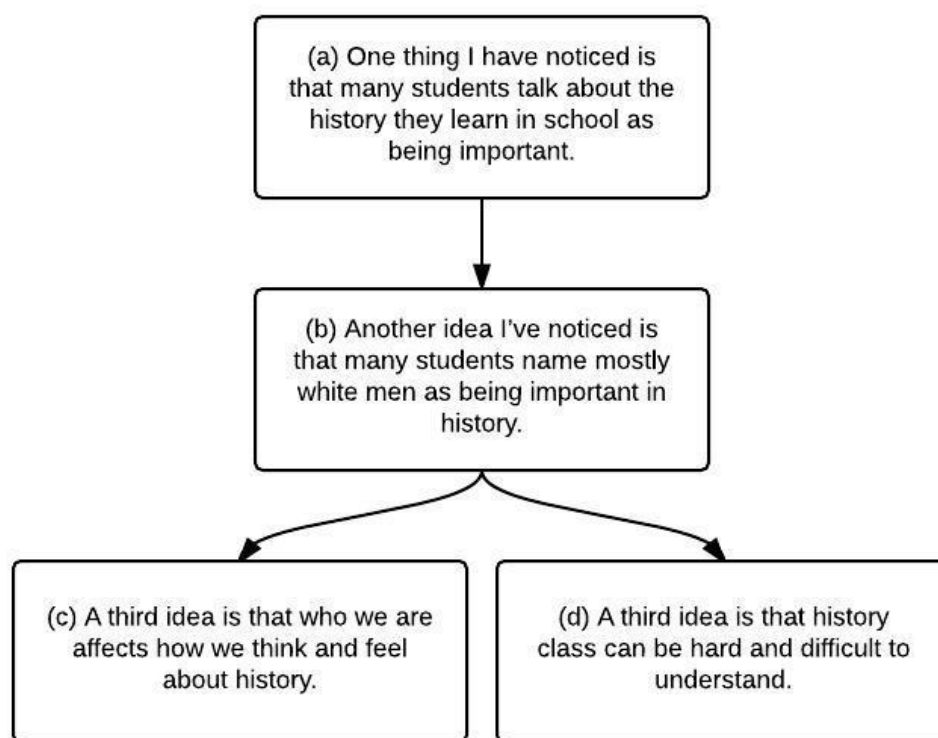 (a) One thing I have noticed is
that many students talk about the
history they learn in school as
being important.
(b) Another idea I've noticed is
that many students name mostly
white men as being important in
history.
(c) A third idea is that who we are
affects how we think and feel
about history.
(d) A third idea is that history
class can be hard and difficult to
understand.